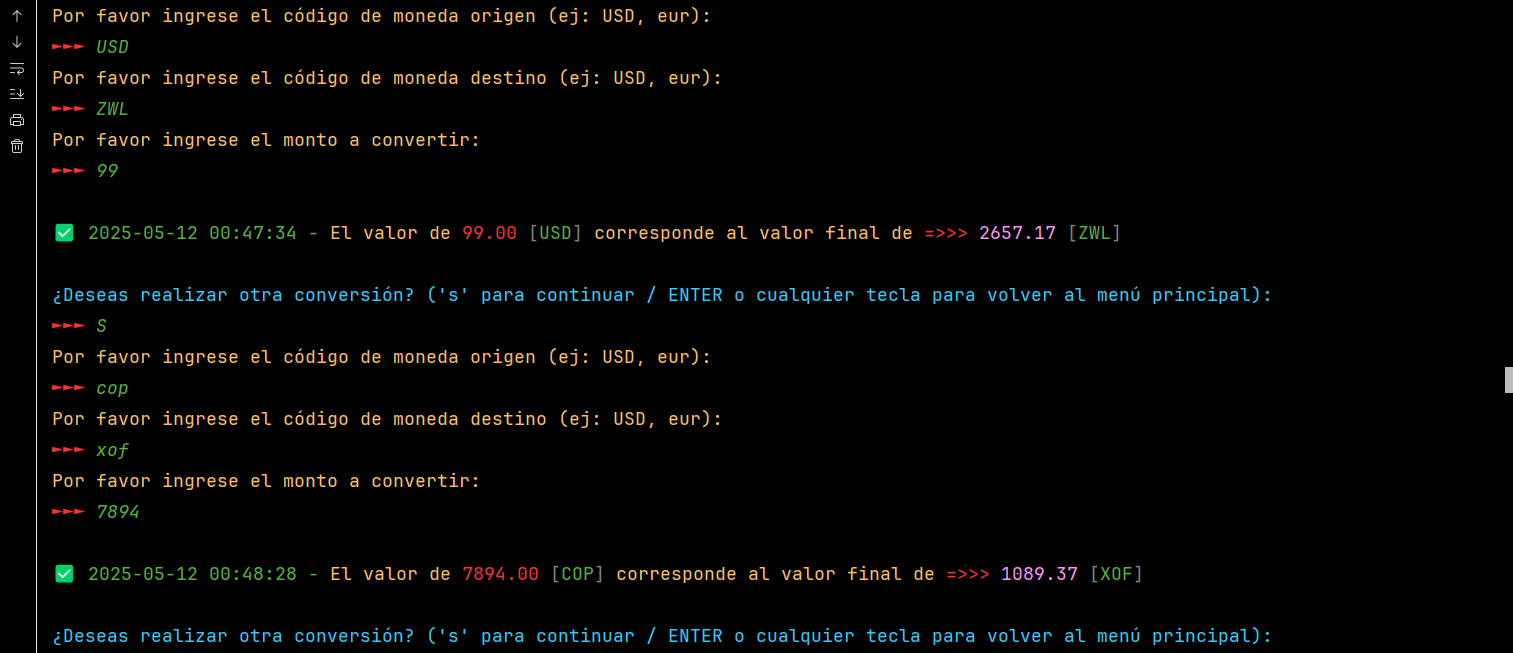 Por favor ingrese el código de moneda origen (ej: USD, eur):
►►► USD
Por favor ingrese el código de moneda destino (ej: USD, eur):
►►► ZWL
Por favor ingrese el monto a convertir:
►►► 99
✅ 2025-05-12 00:47:34 - El valor de 99.00 [USD] corresponde al valor final de =>>> 2657.17 [ZWL]
¿Deseas realizar otra conversión? ('s' para continuar / ENTER o cualquier tecla para volver al menú principal):
►►► S
Por favor ingrese el código de moneda origen (ej: USD, eur):
►►► cop
Por favor ingrese el código de moneda destino (ej: USD, eur):
►►► xof
Por favor ingrese el monto a convertir:
►►► 7894
✅ 2025-05-12 00:48:28 - El valor de 7894.00 [COP] corresponde al valor final de =>>> 1089.37 [XOF]
¿Deseas realizar otra conversión? ('s' para continuar / ENTER o cualquier tecla para volver al menú principal):